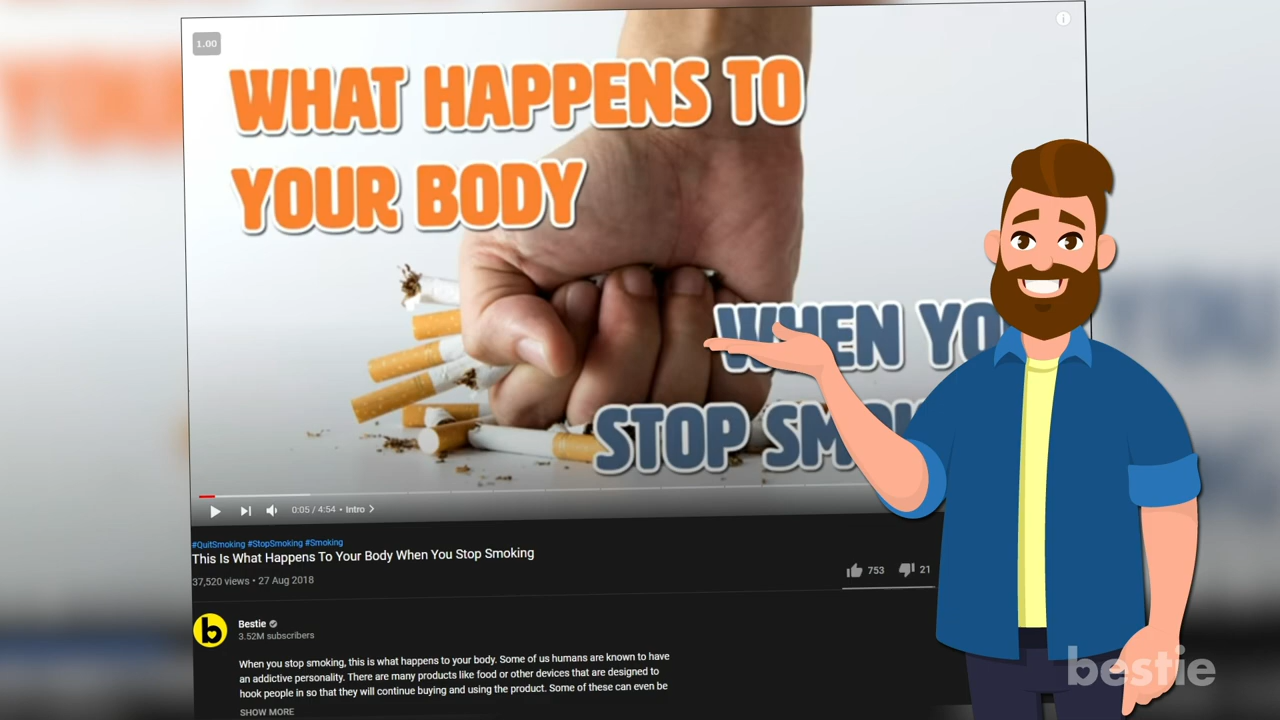 1.00
WHAT HAPPENS TO
YOUR BODY
WHEN YO
STOP SMOK
0:05 / 4:54 • Intro
#QuitSmoking #StopSmoking #Smoking
This Is What Happens To Your Body When You Stop Smoking
37,520 views • 27 Aug 2018
753 21
b
Bestie
3.52M subscribers
When you stop smoking, this is what happens to your body. Some of us humans are known to have
an addictive personality. There are many products like food or other devices that are designed to
hook people in so that they will continue buying and using the product. Some of these can even be
SHOW MORE
bestie